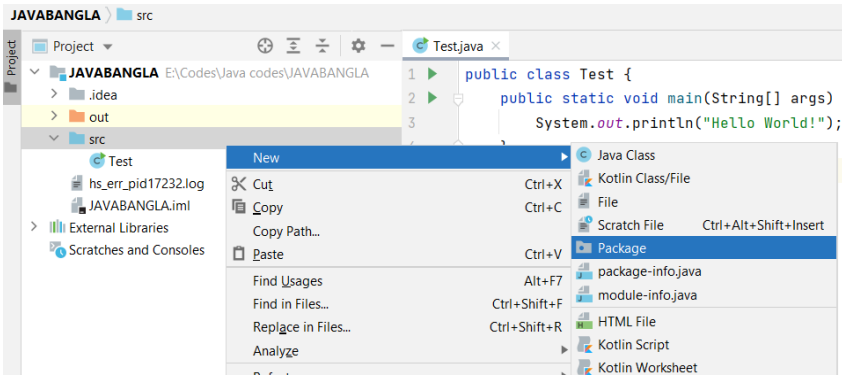 JAVABANGLA src
Project
Project
Test.java
JAVABANGLA E:\Codes\Java codes\JAVABANGLA
.idea
out
src
Test
hs_err_pid17232.log
JAVABANGLA.iml
External Libraries
Scratches and Consoles
1 public class Test {
2 public static void main(String[] args)
3 System.out.println("Hello World!");
}
New
Cut Ctrl+X
Copy Ctrl+C
Copy Path...
Paste Ctrl+V
Find Usages Alt+F7
Find in Files... Ctrl+Shift+F
Replace in Files... Ctrl+Shift+R
Analyze
Java Class
Kotlin Class/File
File
Scratch File Ctrl+Alt+Shift+Insert
Package
package-info.java
module-info.java
HTML File
Kotlin Script
Kotlin Worksheet